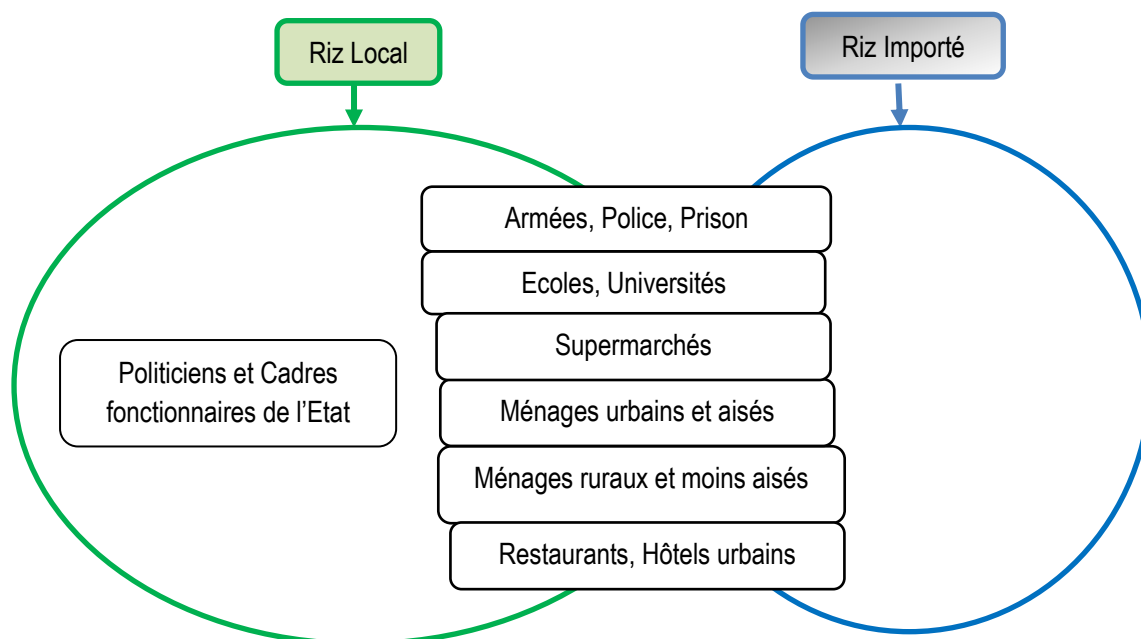 Riz Local
Riz Importé
Armées, Police, Prison
Ecoles, Universités
Supermarchés
Politiciens et Cadres
fonctionnaires de l’Etat
Ménages urbains et aisés
Ménages ruraux et moins aisés
Restaurants, Hôtels urbains